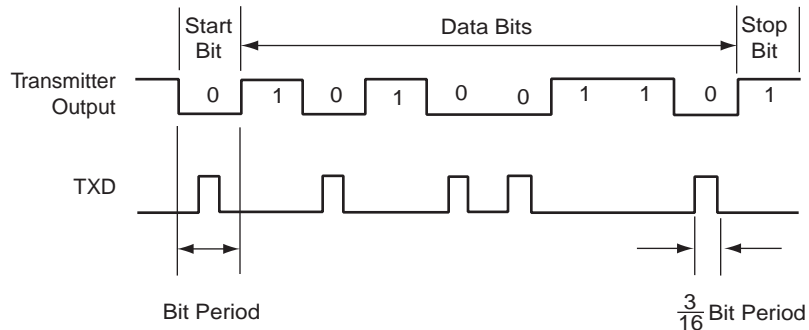 Start
Bit
Data Bits
Stop
Bit
Transmitter
Output
0 1 0 1 0 0 1 1 0 1
TXD
Bit Period
3
16 Bit Period